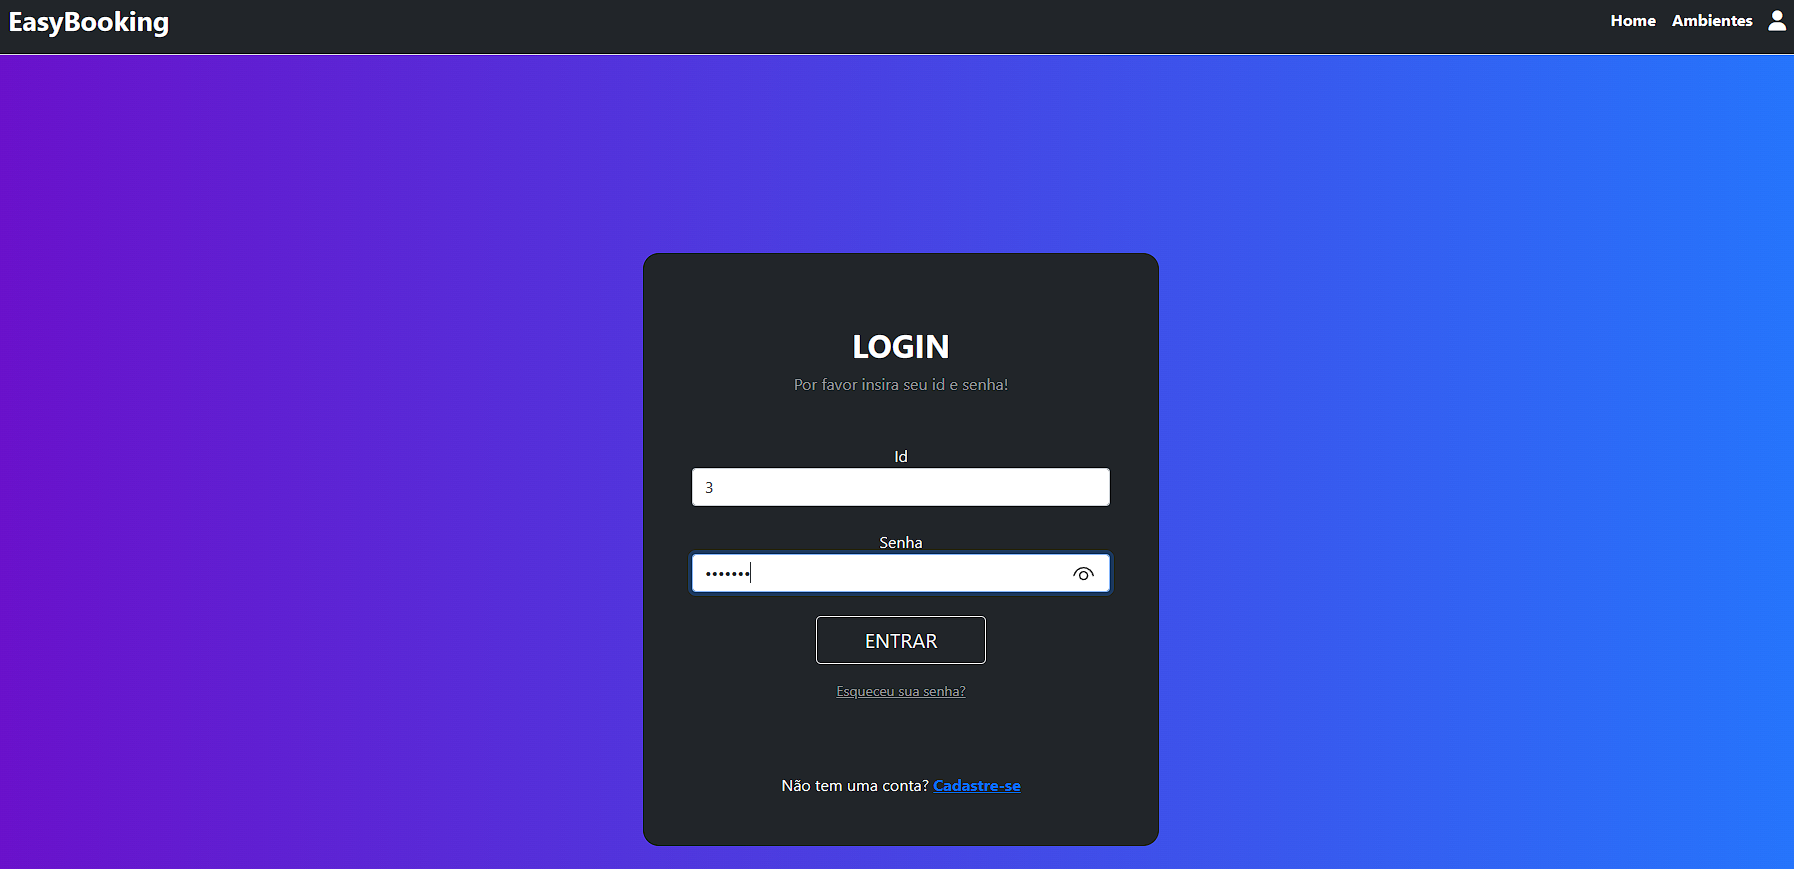 EasyBooking
Home Ambientes
LOGIN
Por favor insira seu id e senha!
Id
3
Senha
•••••••
ENTRAR
Esqueceu sua senha?
Não tem uma conta? Cadastre-se